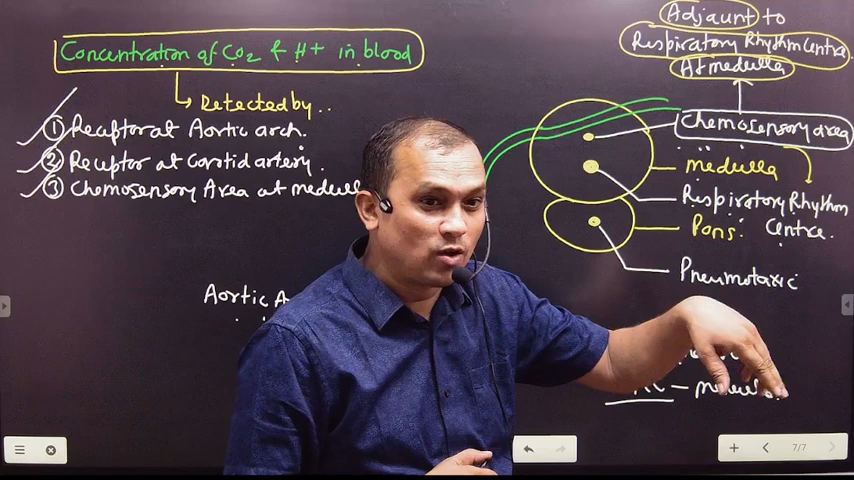 Concentration of CO2 & H+ in blood
Detected by..
① Receptor at Aortic arch.
② Receptor at Carotid artery.
③ Chemosensory Area at
Aortic
Adjaunt to
Respiratory Rhythm Centre
At medulla
Chemosensory area
medulla
Respiratory Rhythm
Pons. Centre.
Pneumotaxic
7/7